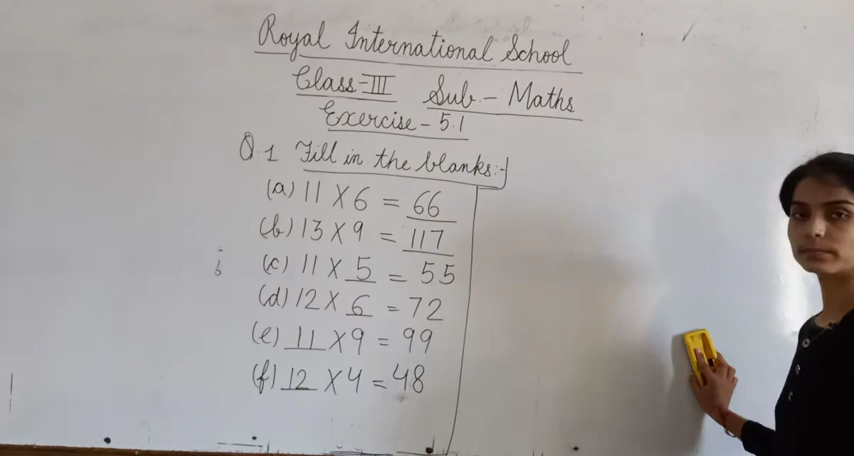 Royal International School
Class-III Sub.- Maths
Exercise-5.1
Q.1 Fill in the blanks:-
(a) 11 X 6 = 66
(b) 13 X 9 = 117
(c) 11 X 5 = 55
(d) 12 X 6 = 72
(e) 11 X 9 = 99
(f) 12 X 4 = 48